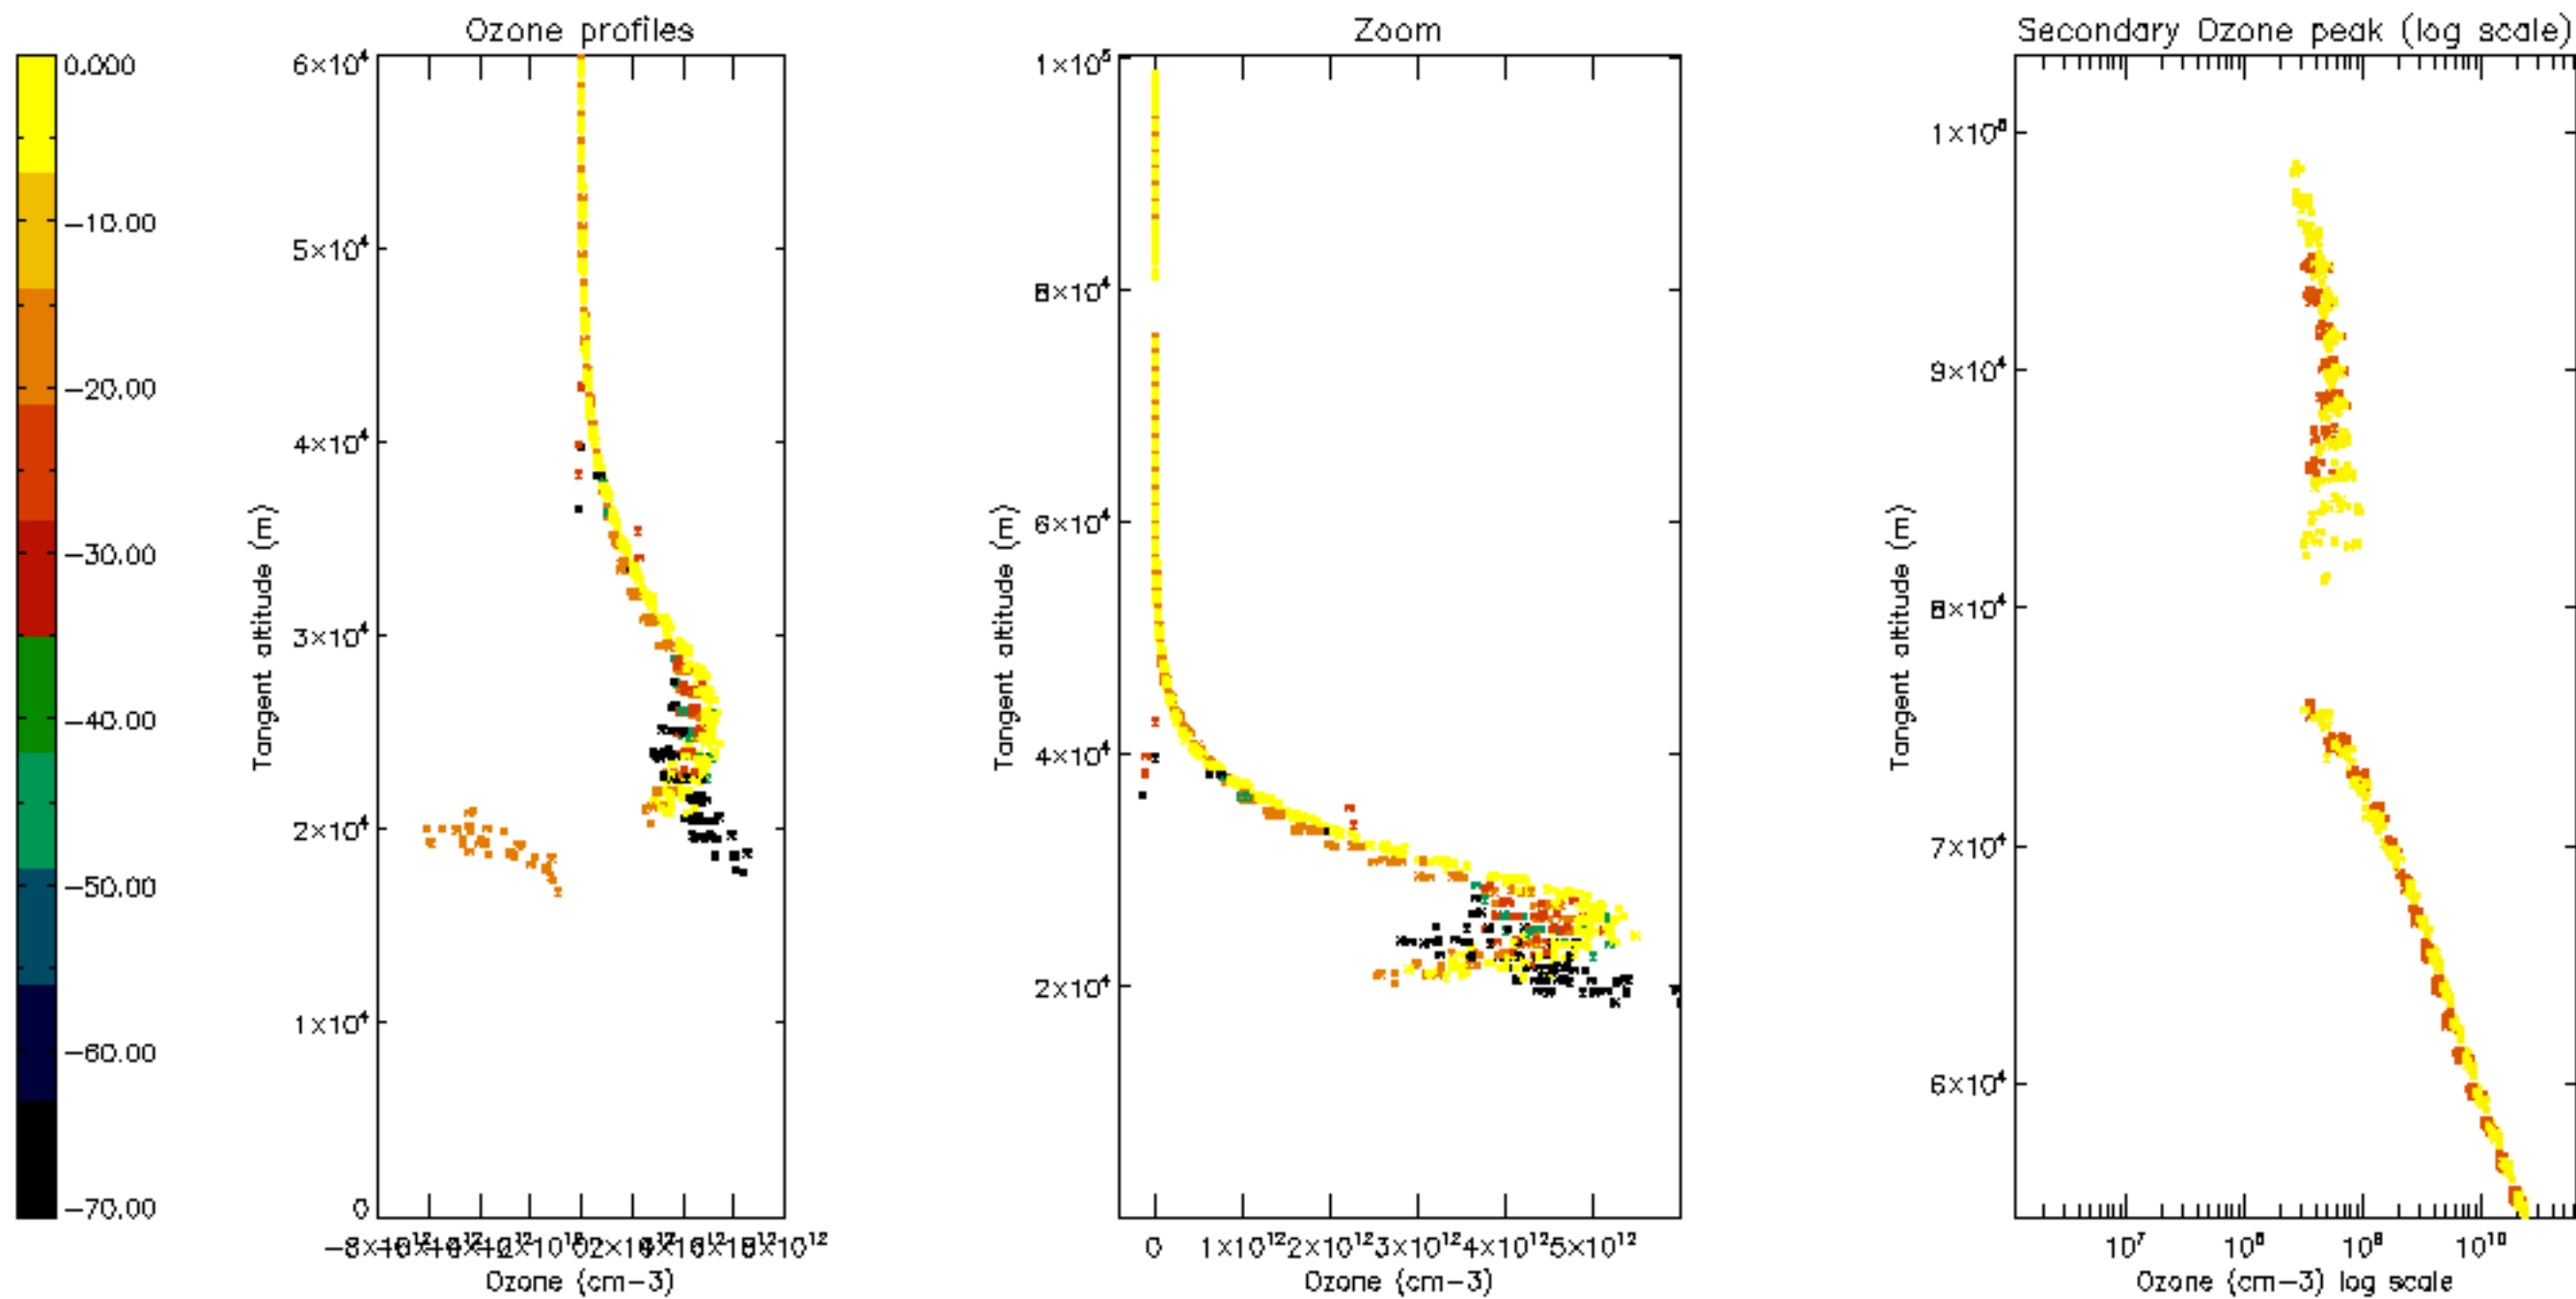 Ozone profiles
Zoom
Secondary Ozone peak (log scale)
0.000
−10.00
−20.00
−30.00
−40.00
−50.00
−60.00
−70.00
6×10⁴
5×10⁴
4×10⁴
3×10⁴
2×10⁴
1×10⁴
0
Tangent altitude (m)
Ozone (cm−3)
1×10⁵
8×10⁴
6×10⁴
4×10⁴
2×10⁴
Tangent altitude (m)
0 1×10¹² 2×10¹² 3×10¹² 4×10¹² 5×10¹²
Ozone (cm−3)
1×10⁵
9×10⁴
8×10⁴
7×10⁴
6×10⁴
Tangent altitude (m)
10⁷ 10⁸ 10⁹ 10¹⁰
Ozone (cm−3) log scale